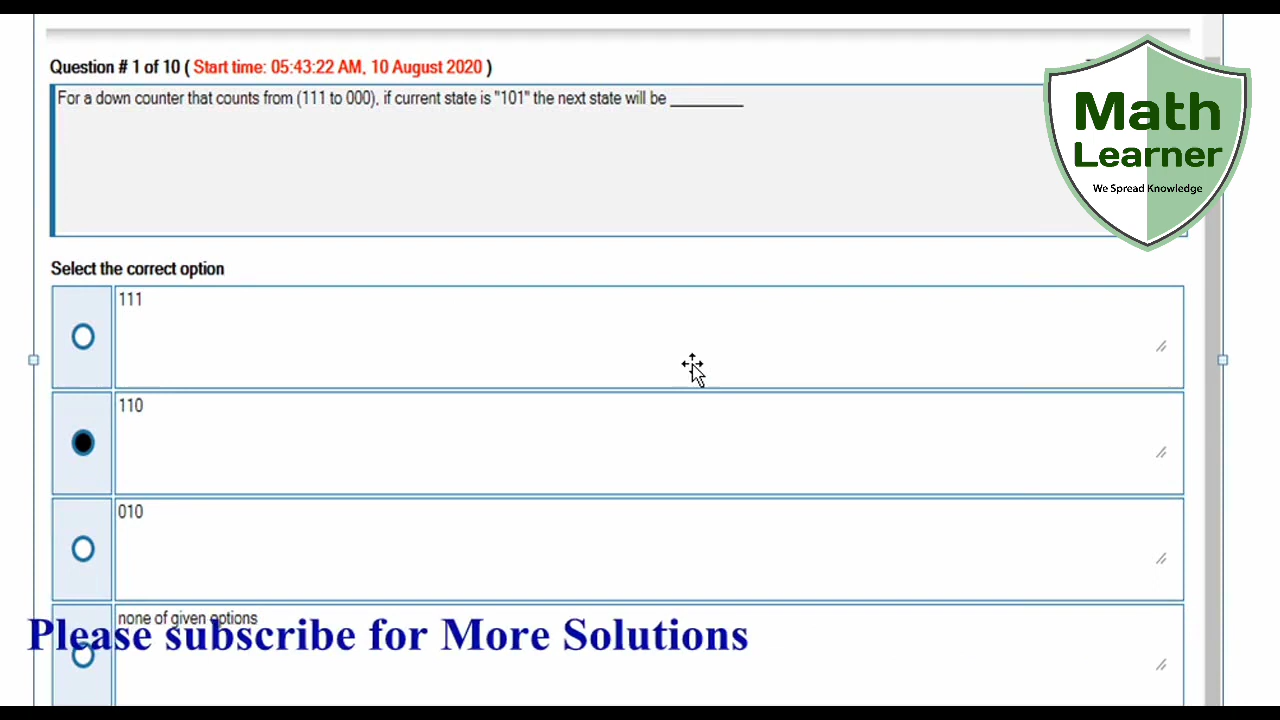 Question # 1 of 10 ( Start time: 05:43:22 AM, 10 August 2020 )
For a down counter that counts from (111 to 000), if current state is "101" the next state will be _________
Math
Learner
We Spread Knowledge
Select the correct option
111
110
010
none of given options
Please subscribe for More Solutions